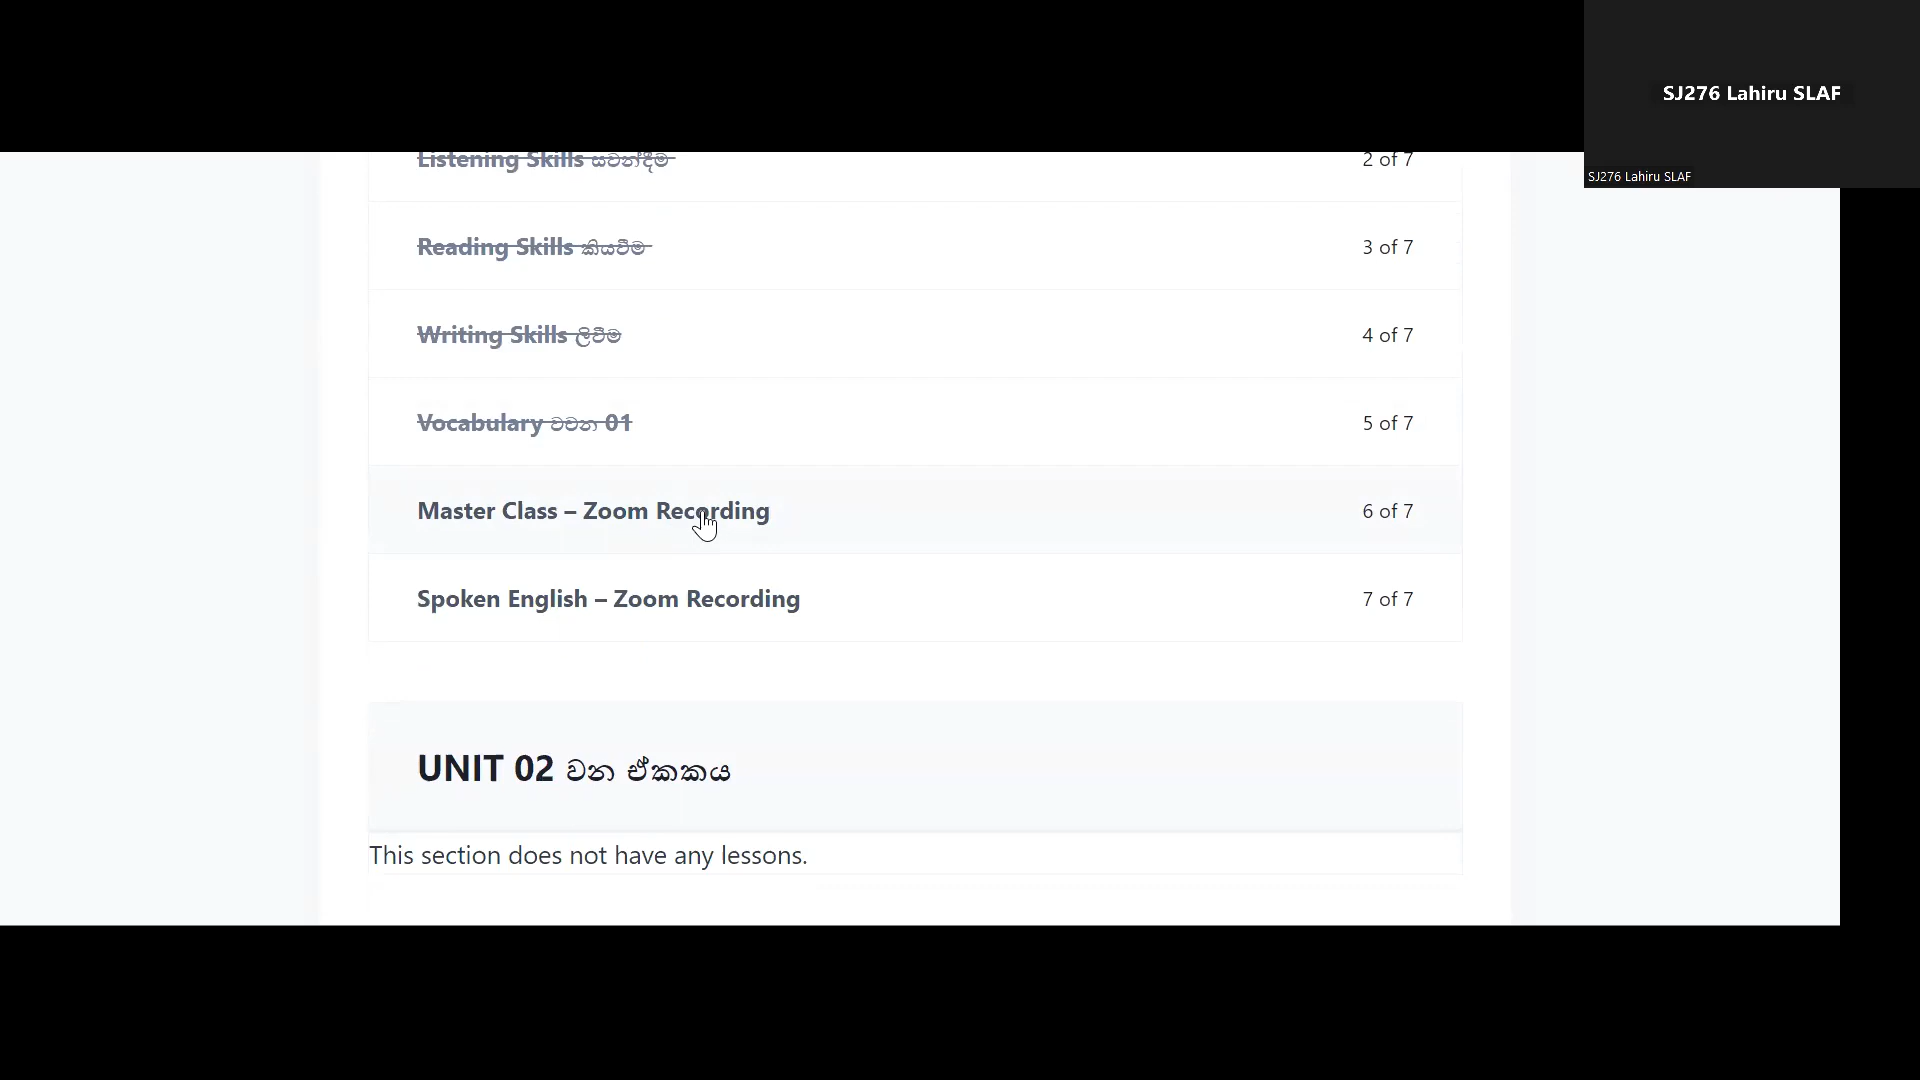 SJ276 Lahiru SLAF
SJ276 Lahiru SLAF
Listening Skills සවන්දීම
2 of 7
Reading Skills කියවීම
3 of 7
Writing Skills ලිවීම
4 of 7
Vocabulary වචන 01
5 of 7
Master Class – Zoom Recording
6 of 7
Spoken English – Zoom Recording
7 of 7
UNIT 02 වන ඒකකය
This section does not have any lessons.